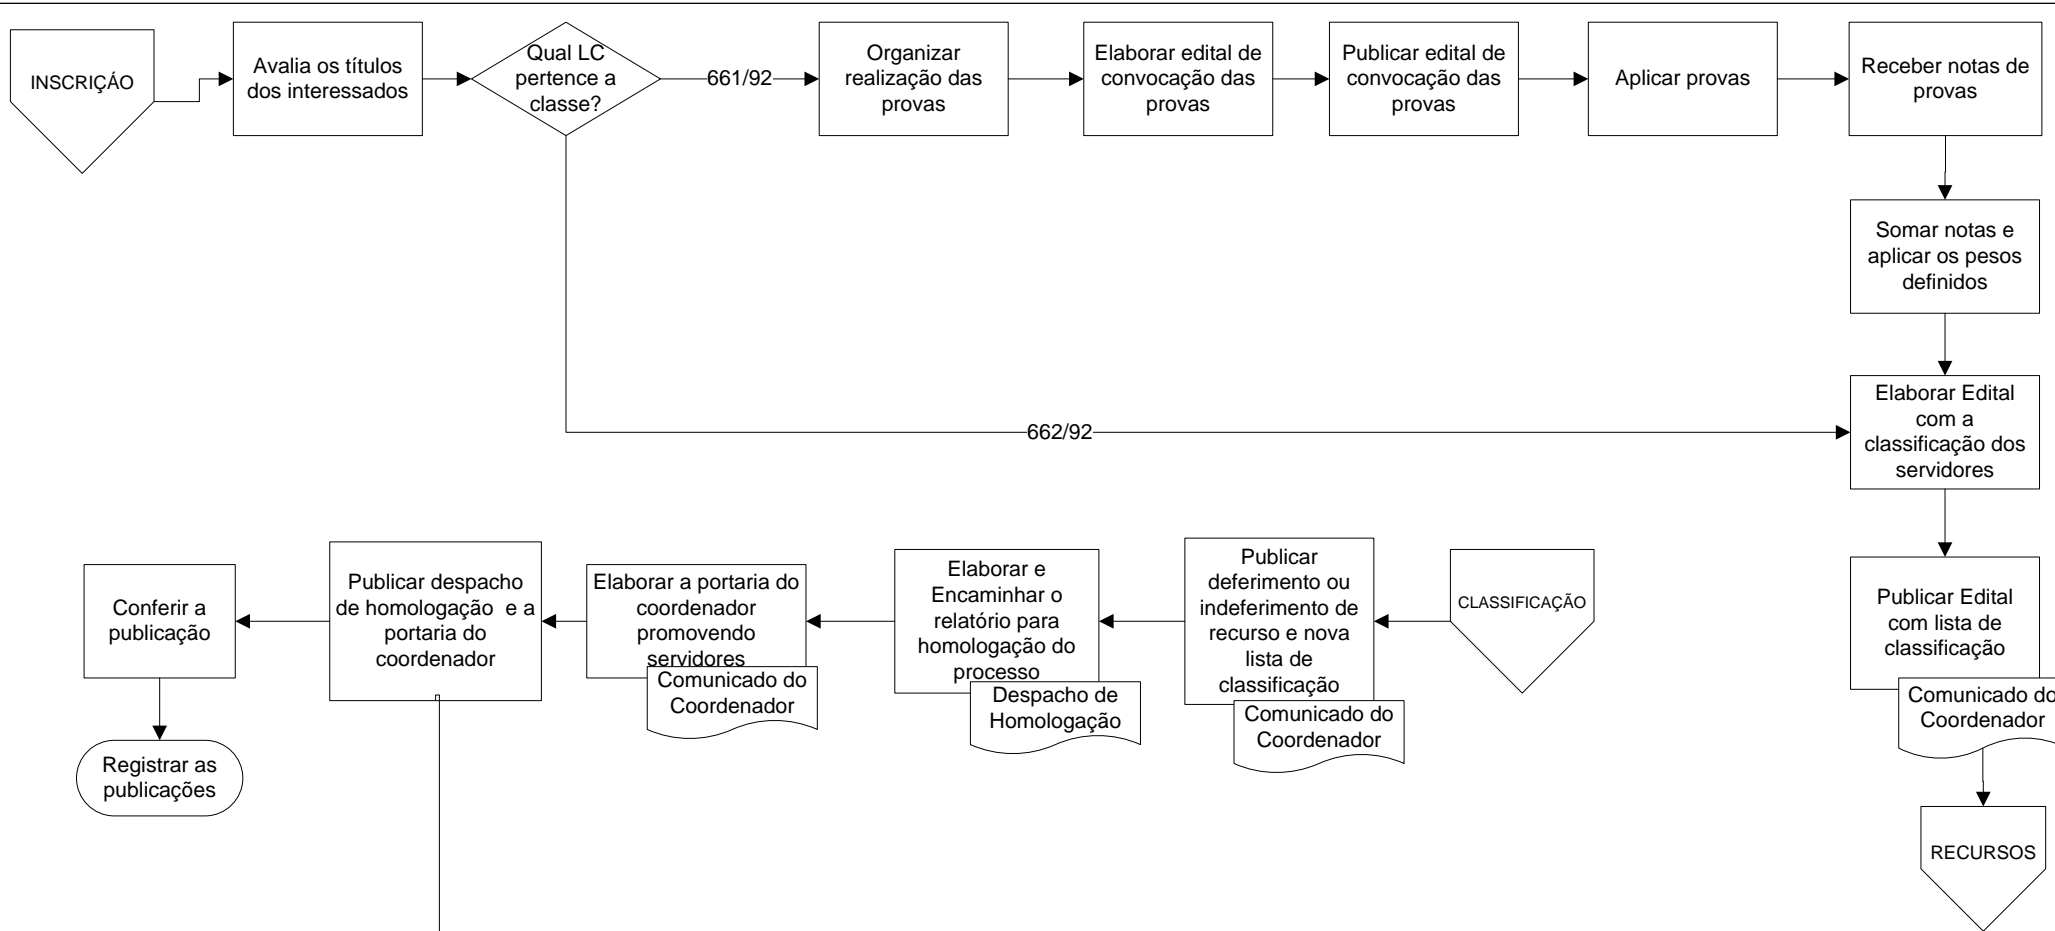 INSCRIÇÁO
Avalia os títulos
dos interessados
Qual LC
pertence a
classe?
661/92
Organizar
realização das
provas
Elaborar edital de
convocação das
provas
Publicar edital de
convocação das
provas
Aplicar provas
Receber notas de
provas
Somar notas e
aplicar os pesos
definidos
662/92
Elaborar Edital
com a
classificação dos
servidores
Publicar Edital
com lista de
classificação
Comunicado do
Coordenador
RECURSOS
CLASSIFICAÇÃO
Publicar
deferimento ou
indeferimento de
recurso e nova
lista de
classificação
Comunicado do
Coordenador
Elaborar e
Encaminhar o
relatório para
homologação do
processo
Despacho de
Homologação
Elaborar a portaria do
coordenador
promovendo
servidores
Comunicado do
Coordenador
Publicar despacho
de homologação e a
portaria do
coordenador
Conferir a
publicação
Registrar as
publicações